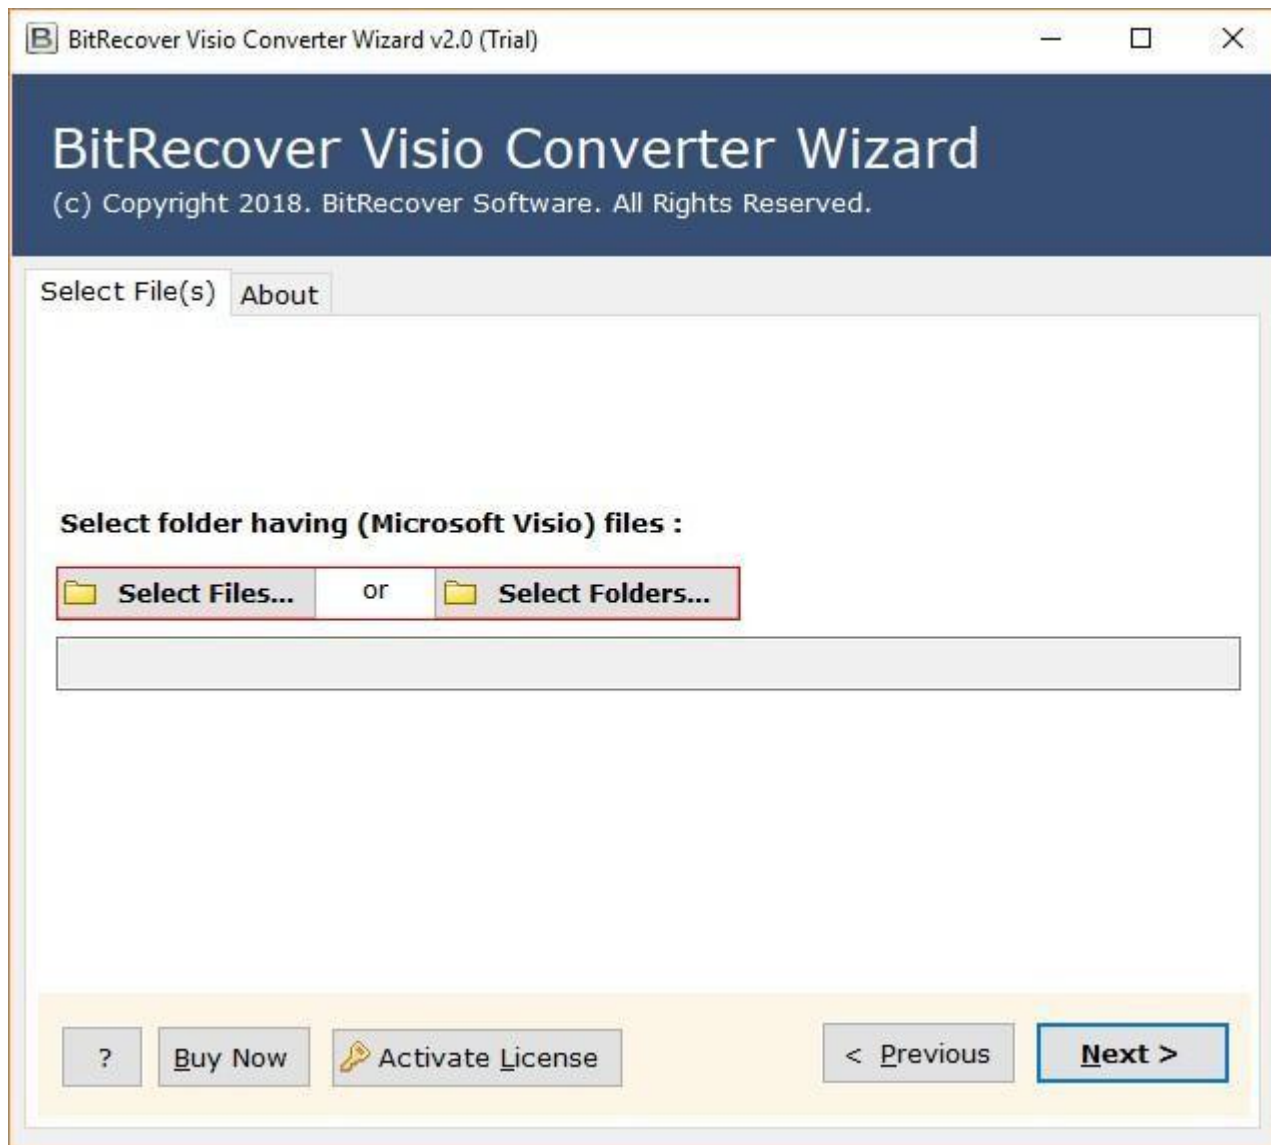 BitRecover Visio Converter Wizard v2.0 (Trial)
BitRecover Visio Converter Wizard
(c) Copyright 2018. BitRecover Software. All Rights Reserved.
Select File(s) About
Select folder having (Microsoft Visio) files :
Select Files... or Select Folders...
? Buy Now Activate License < Previous Next >